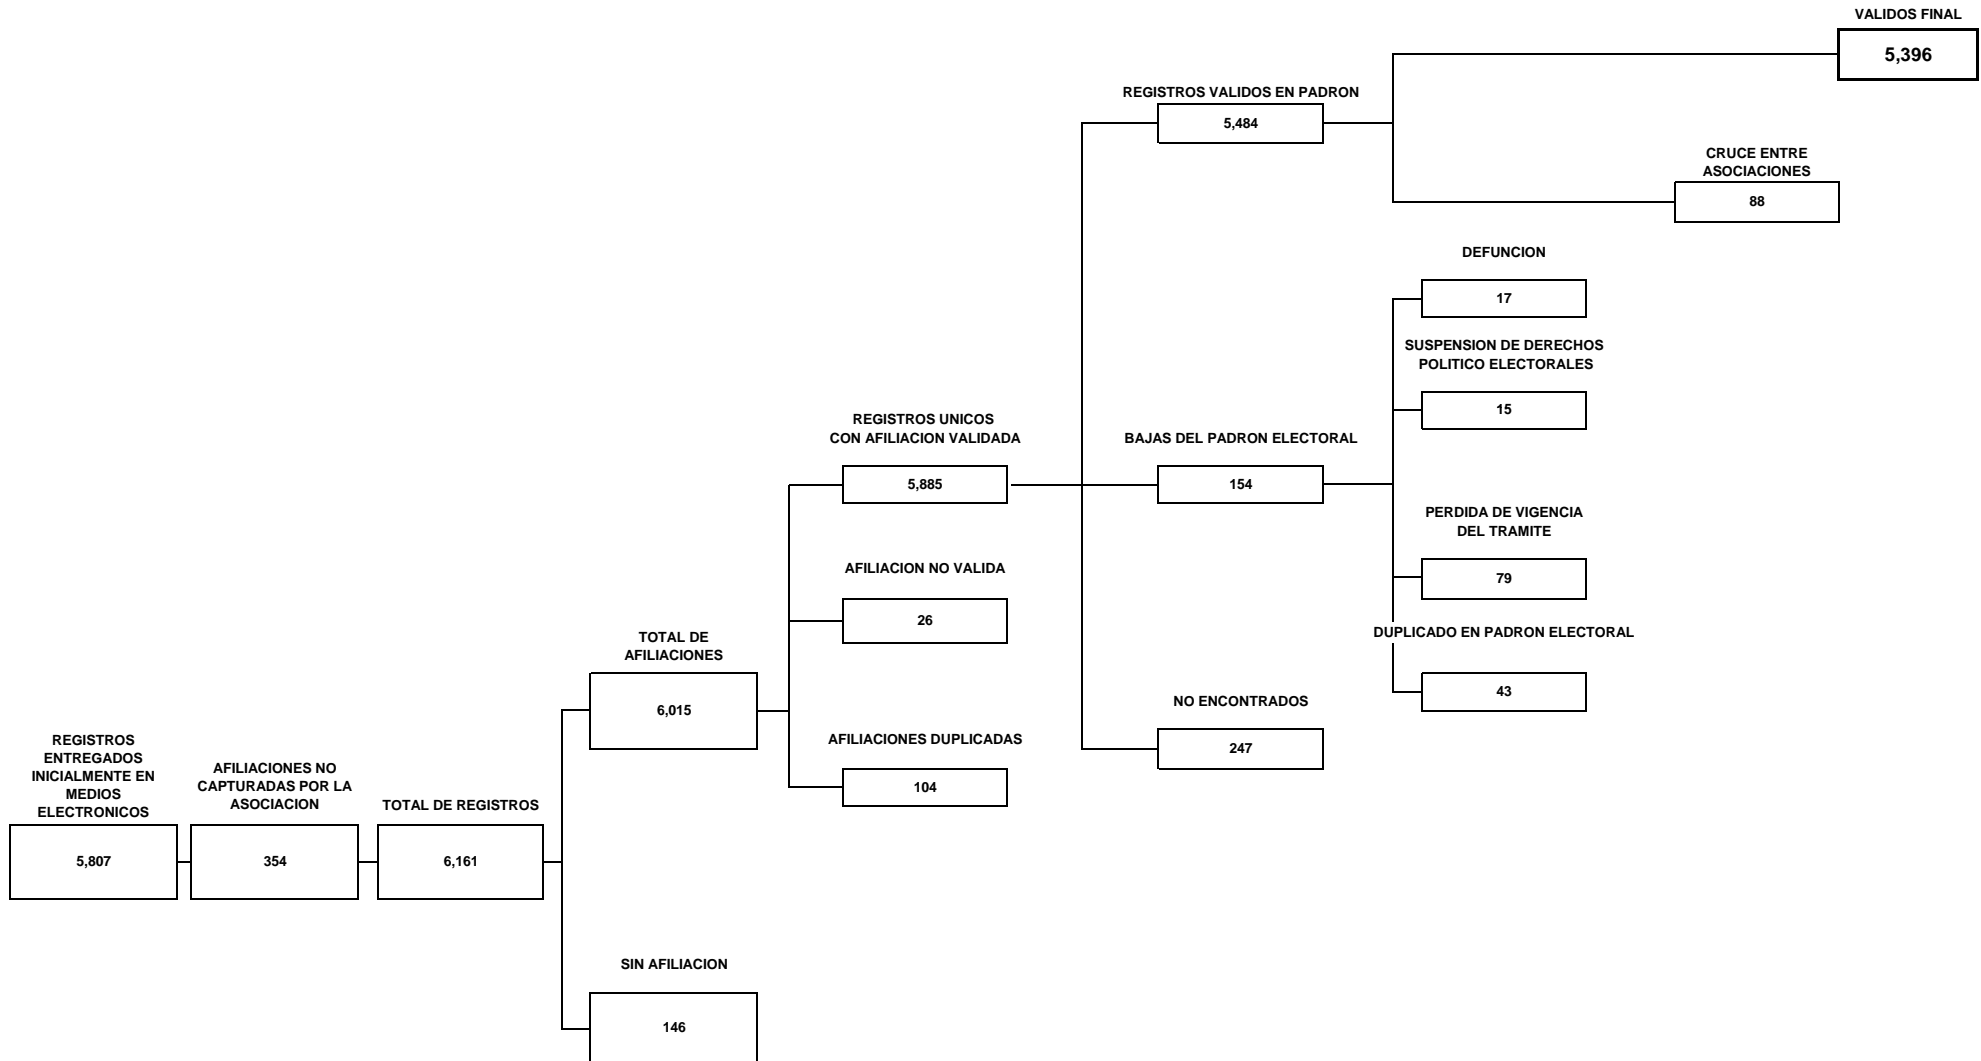 VALIDOS FINAL
5,396
REGISTROS VALIDOS EN PADRON
5,484
CRUCE ENTRE
ASOCIACIONES
88
DEFUNCION
17
SUSPENSION DE DERECHOS
POLITICO ELECTORALES
15
REGISTROS UNICOS
CON AFILIACION VALIDADA
5,885
BAJAS DEL PADRON ELECTORAL
154
PERDIDA DE VIGENCIA
DEL TRAMITE
79
AFILIACION NO VALIDA
26
DUPLICADO EN PADRON ELECTORAL
43
TOTAL DE
AFILIACIONES
6,015
NO ENCONTRADOS
247
AFILIACIONES DUPLICADAS
104
REGISTROS
ENTREGADOS
INICIALMENTE EN
MEDIOS
ELECTRONICOS
5,807
AFILIACIONES NO
CAPTURADAS POR LA
ASOCIACION
354
TOTAL DE REGISTROS
6,161
SIN AFILIACION
146